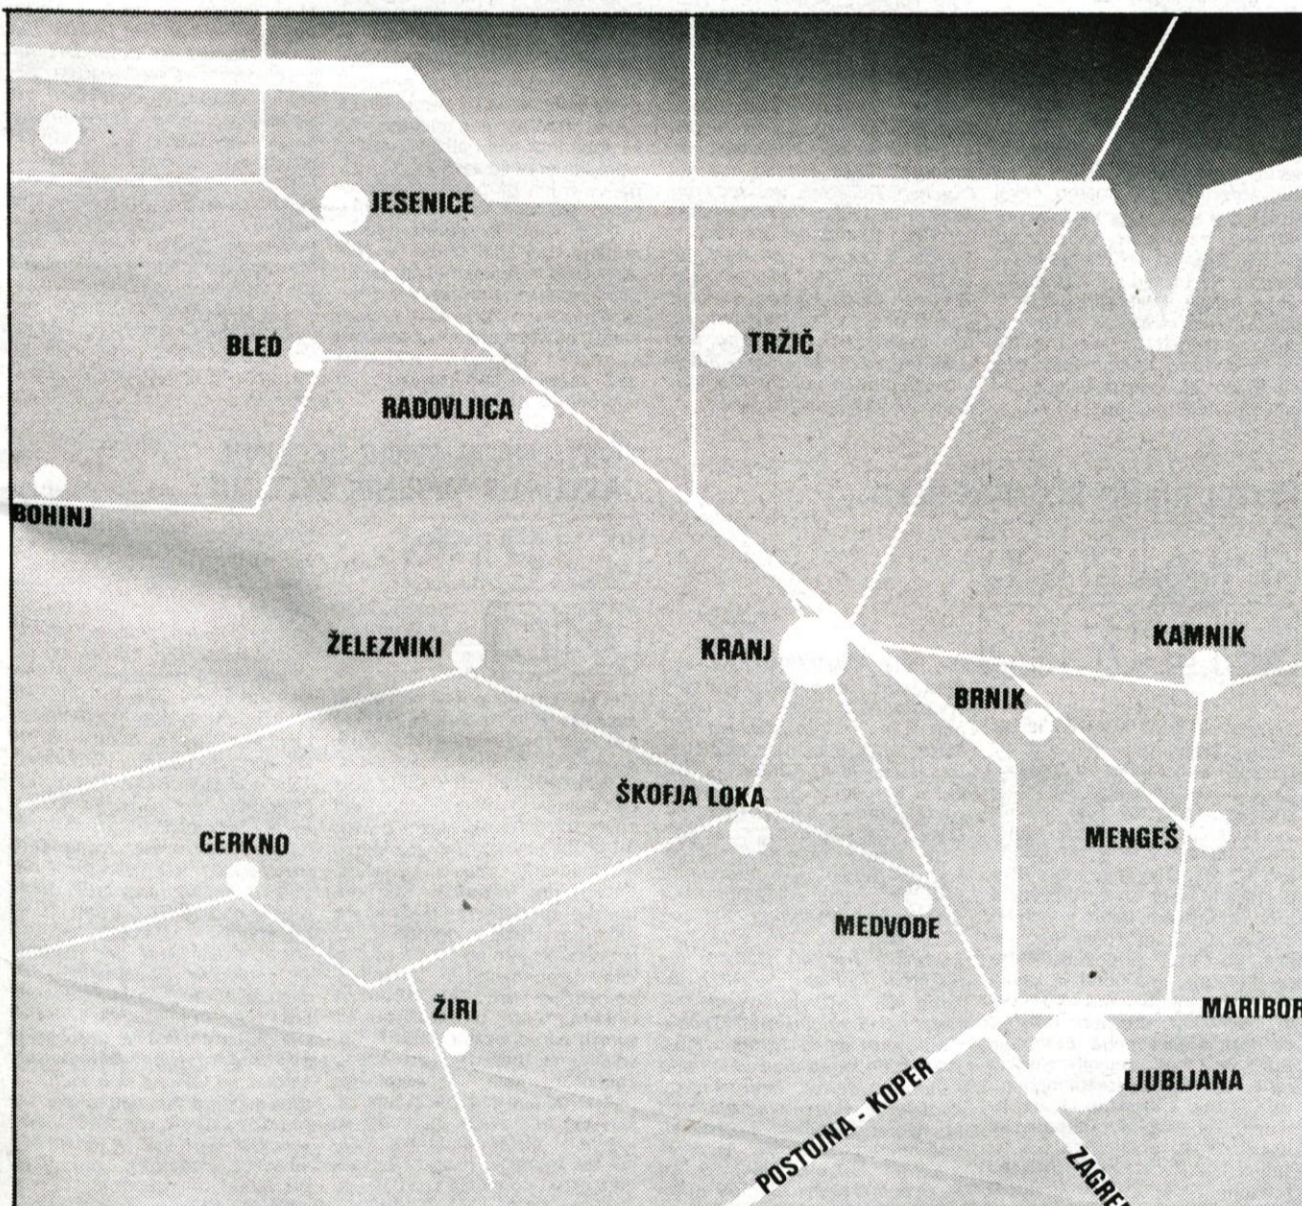 JESENICE
TRŽIČ
BLED
RADOVLJICA
BOHINJ
ŽELEZNIKI
KRANJ
KAMNIK
BRNIK
ŠKOFJA LOKA
MENGEŠ
CERKNO
MEDVODE
ŽIRI
MARIBOR
LJUBLJANA
POSTOJNA - KOPER